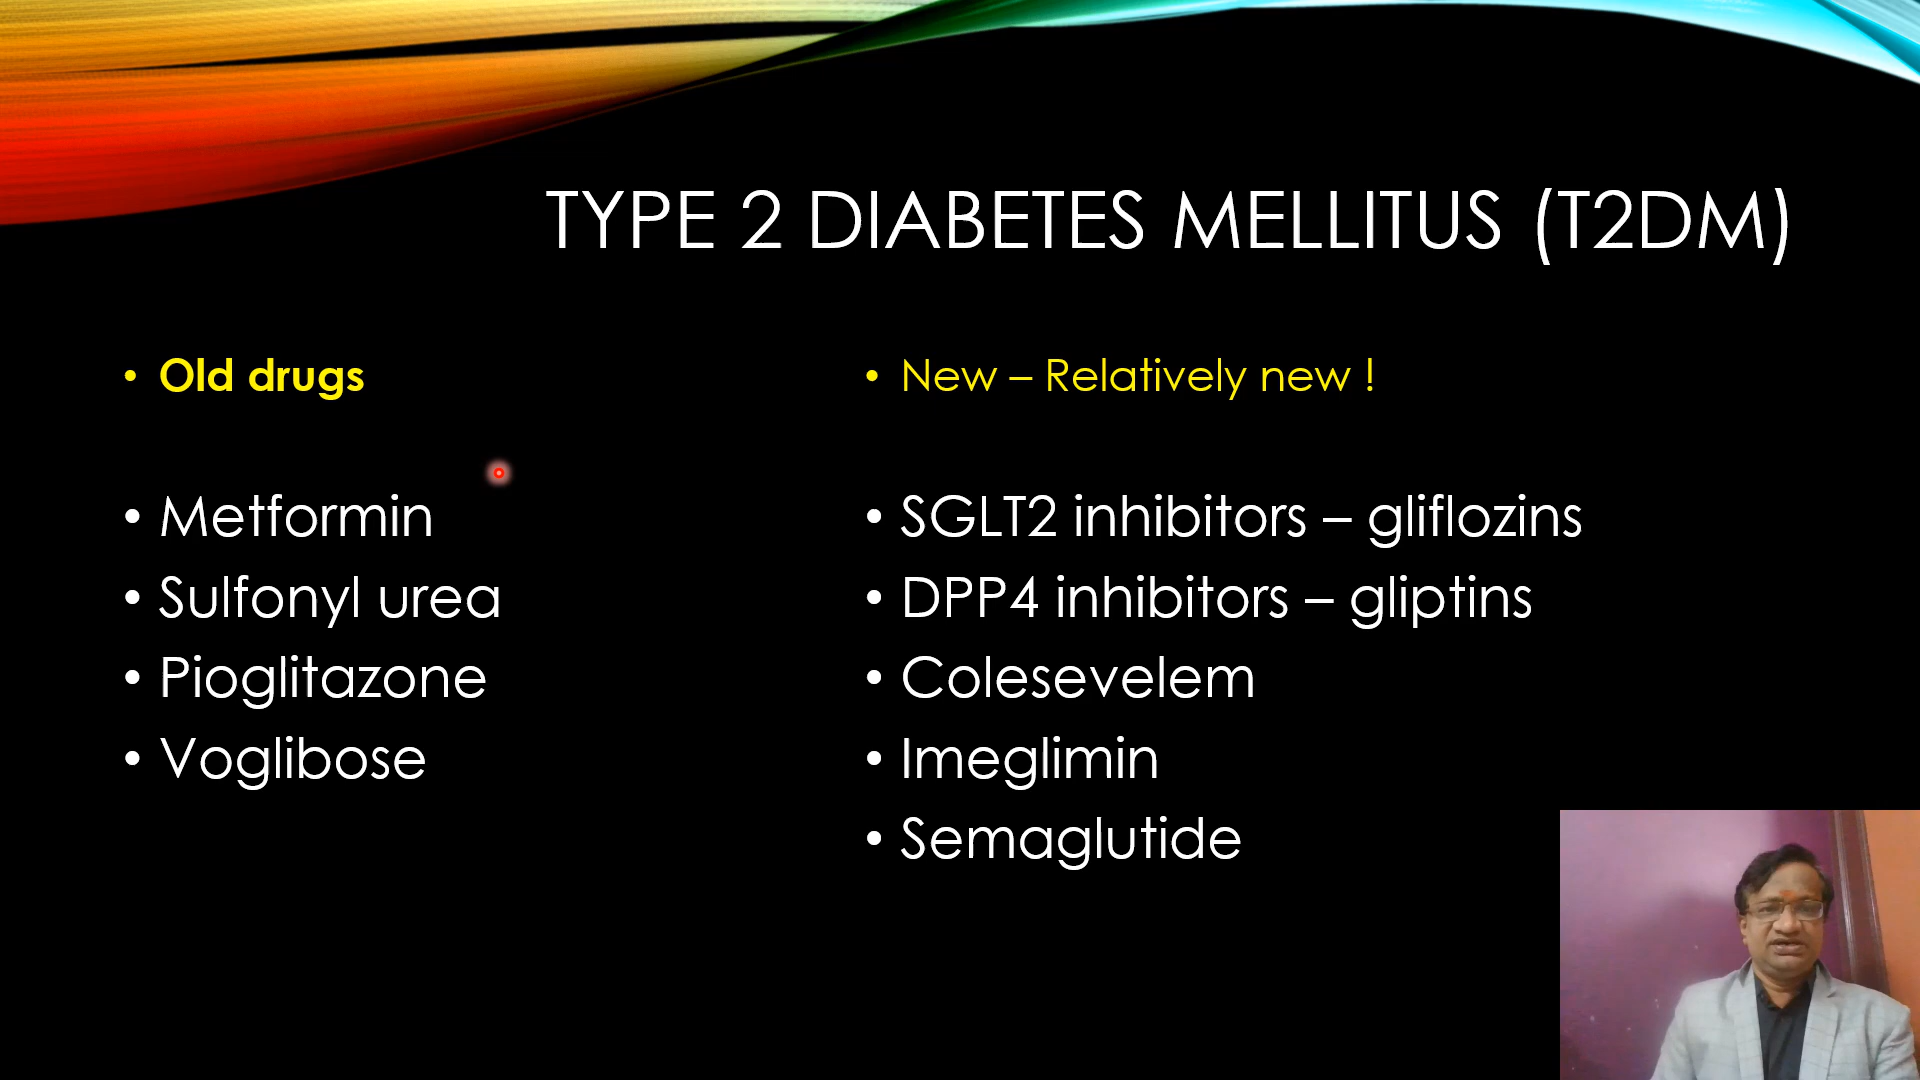 TYPE 2 DIABETES MELLITUS (T2DM)
• Old drugs
• Metformin
• Sulfonyl urea
• Pioglitazone
• Voglibose
• New – Relatively new !
• SGLT2 inhibitors – gliflozins
• DPP4 inhibitors – gliptins
• Colesevelem
• Imeglimin
• Semaglutide